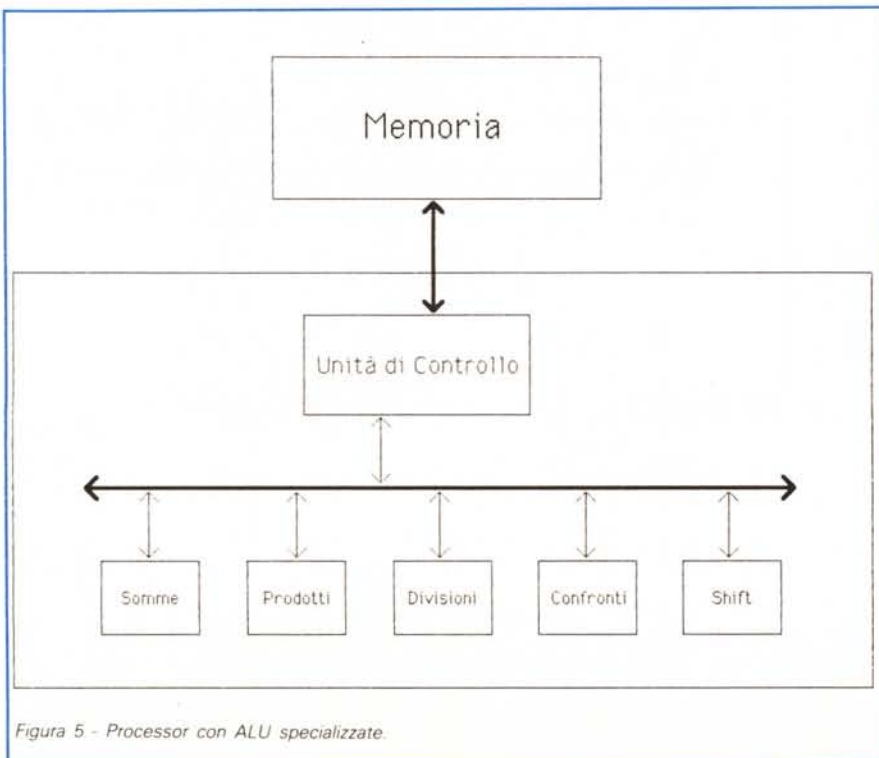 Memoria
Unità di Controllo
Somme
Prodotti
Divisioni
Confronti
Shift
Figura 5 - Processor con ALU specializzate.